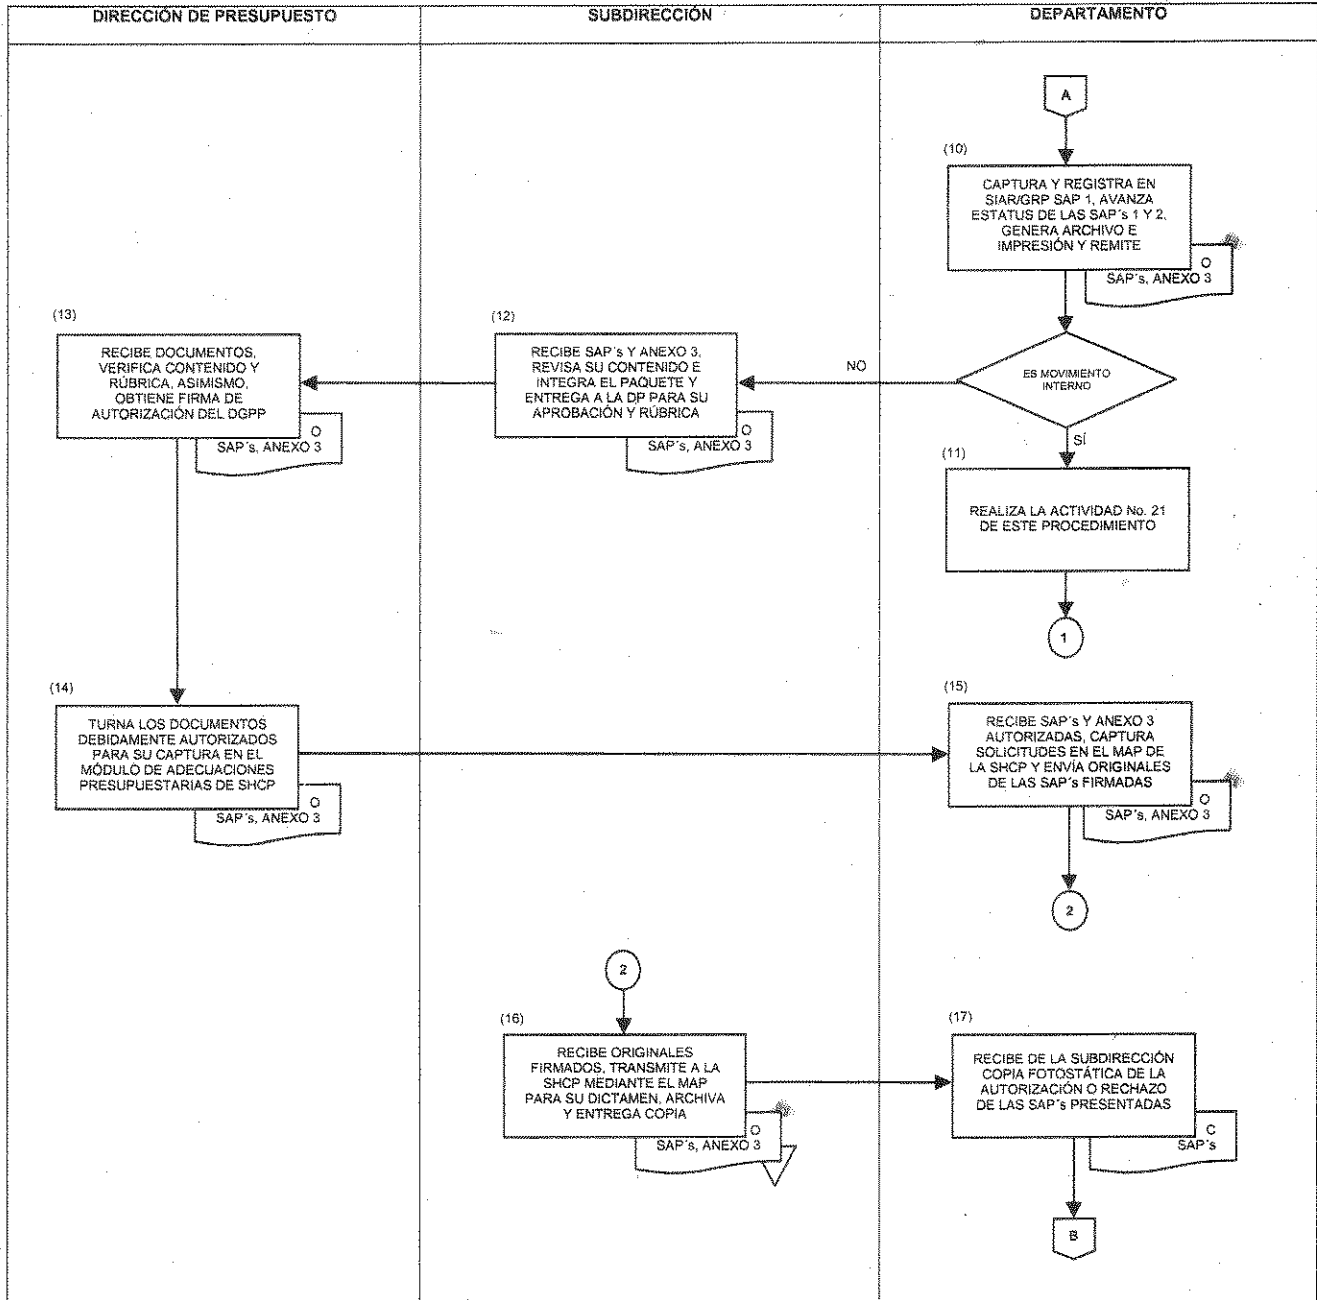 DIRECCIÓN DE PRESUPUESTO
SUBDIRECCIÓN
DEPARTAMENTO
A
(10)
CAPTURA Y REGISTRA EN
SIAR/GRP SAP 1, AVANZA
ESTATUS DE LAS SAP´s 1 Y 2,
GENERA ARCHIVO E
IMPRESIÓN Y REMITE
O
SAP´s, ANEXO 3
(13)
RECIBE DOCUMENTOS,
VERIFICA CONTENIDO Y
RÚBRICA, ASIMISMO,
OBTIENE FIRMA DE
AUTORIZACIÓN DEL DGPP
O
SAP´s, ANEXO 3
(12)
RECIBE SAP´s Y ANEXO 3,
REVISA SU CONTENIDO E
INTEGRA EL PAQUETE Y
ENTREGA A LA DP PARA SU
APROBACIÓN Y RÚBRICA
O
SAP´s, ANEXO 3
NO
ES MOVIMIENTO
INTERNO
SÍ
(11)
REALIZA LA ACTIVIDAD No. 21
DE ESTE PROCEDIMIENTO
1
(14)
TURNA LOS DOCUMENTOS
DEBIDAMENTE AUTORIZADOS
PARA SU CAPTURA EN EL
MÓDULO DE ADECUACIONES
PRESUPUESTARIAS DE SHCP
O
SAP´s, ANEXO 3
(15)
RECIBE SAP´s Y ANEXO 3
AUTORIZADAS, CAPTURA
SOLICITUDES EN EL MAP DE
LA SHCP Y ENVÍA ORIGINALES
DE LAS SAP´s FIRMADAS
O
SAP´s, ANEXO 3
2
2
(16)
RECIBE ORIGINALES
FIRMADOS, TRANSMITE A LA
SHCP MEDIANTE EL MAP
PARA SU DICTAMEN, ARCHIVA
Y ENTREGA COPIA
O
SAP´s, ANEXO 3
(17)
RECIBE DE LA SUBDIRECCIÓN
COPIA FOTOSTÁTICA DE LA
AUTORIZACIÓN O RECHAZO
DE LAS SAP´s PRESENTADAS
C
SAP´s
B